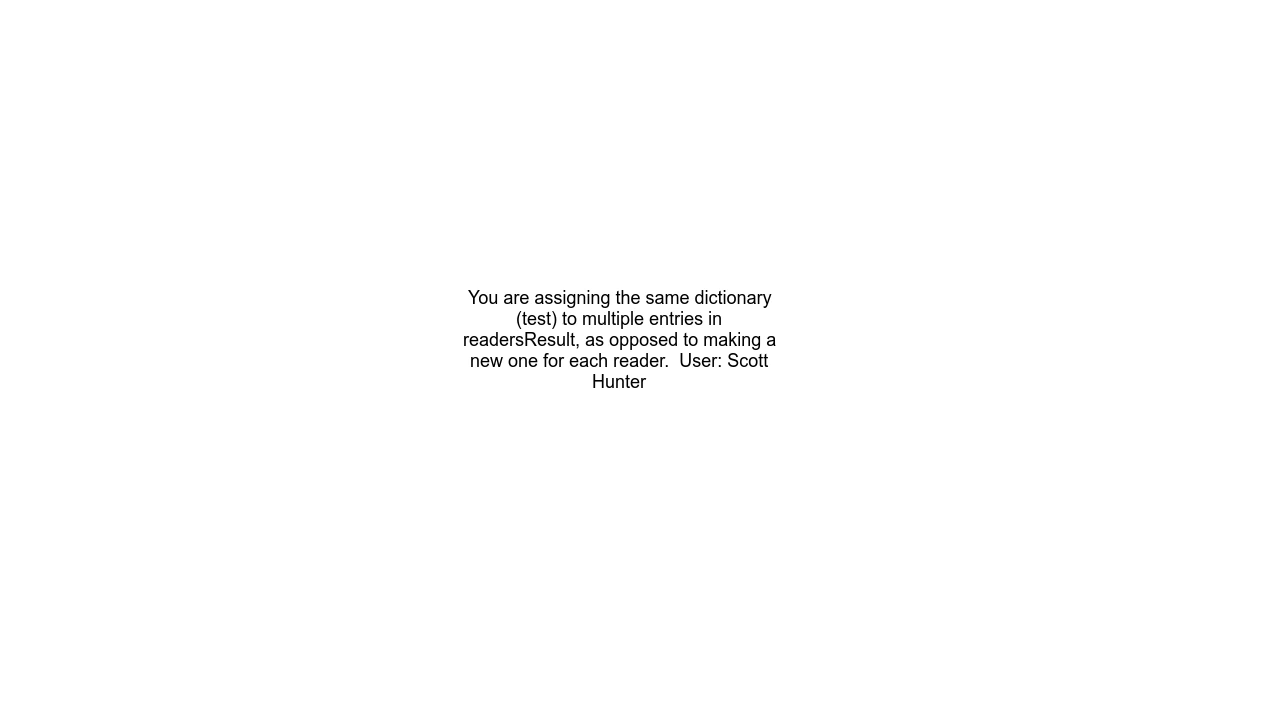 You are assigning the same dictionary
(test) to multiple entries in
readersResult, as opposed to making a
new one for each reader.  User: Scott
Hunter